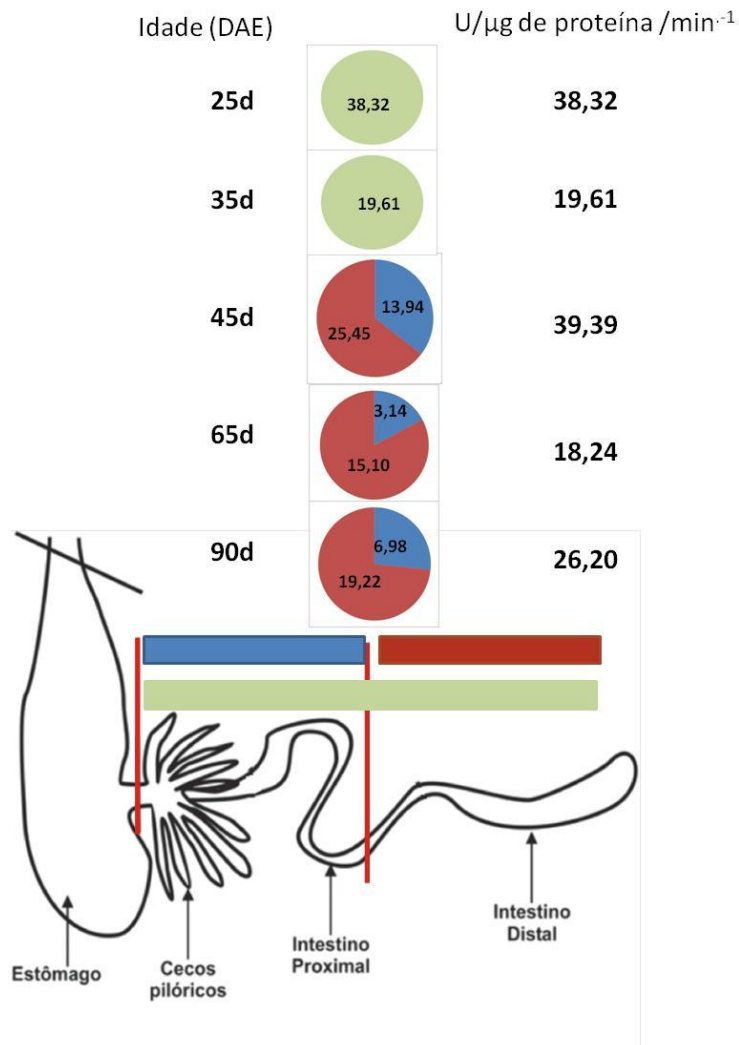 Idade (DAE)
U/µg de proteína /min.-1
25d
38,32
38,32
35d
19,61
19,61
45d
13,94
25,45
39,39
65d
3,14
15,10
18,24
90d
6,98
19,22
26,20
Estômago
Cecos
pilóricos
Intestino
Proximal
Intestino
Distal